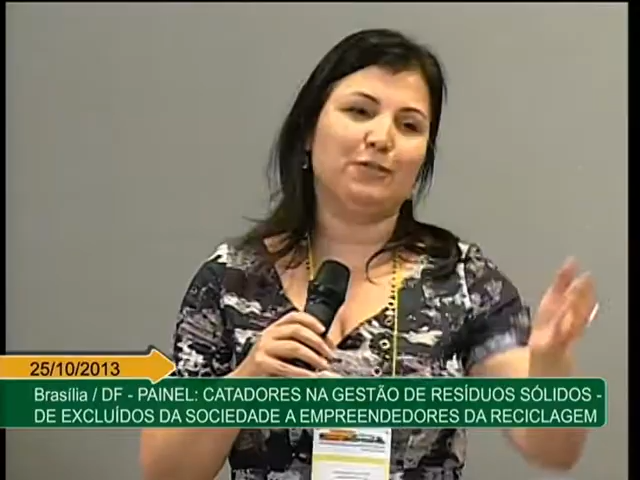 25/10/2013
Brasília / DF - PAINEL: CATADORES NA GESTÃO DE RESÍDUOS SÓLIDOS -
DE EXCLUÍDOS DA SOCIEDADE A EMPREENDEDORES DA RECICLAGEM